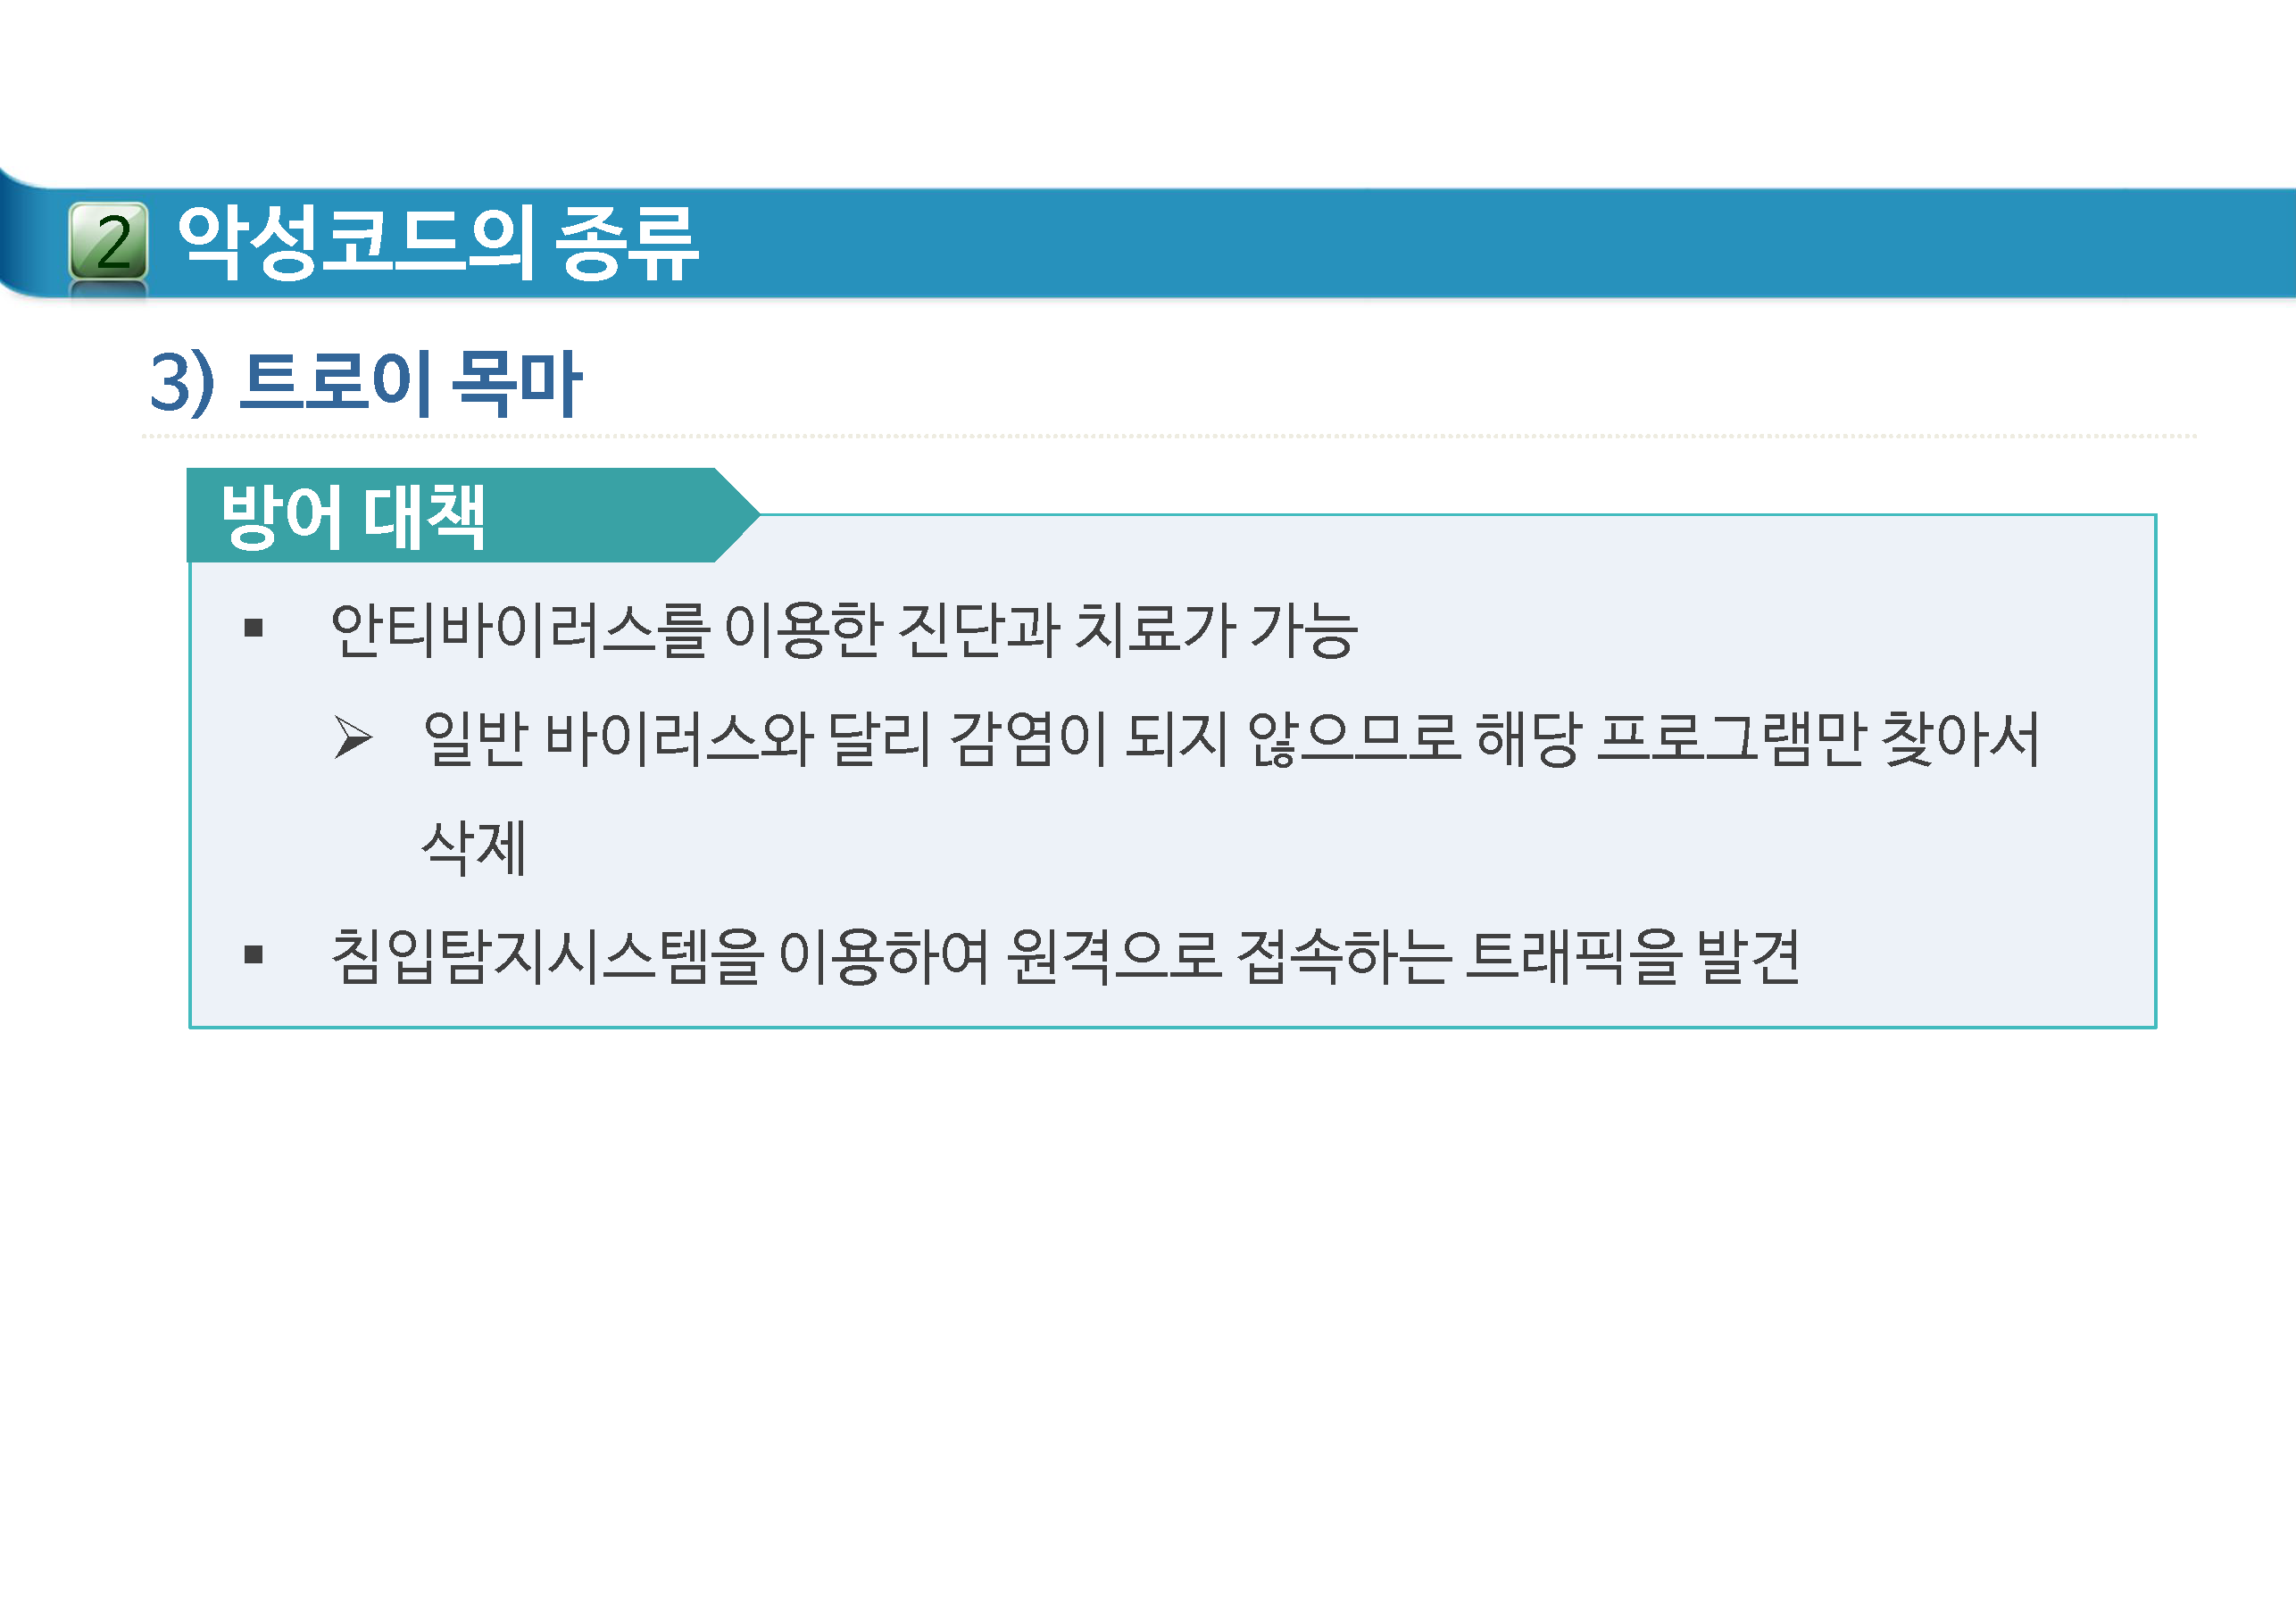 2 악성코드의 종류
3) 트로이 목마
방어 대책
▪ 안티바이러스를 이용한 진단과 치료가 가능
➢ 일반 바이러스와 달리 감염이 되지 않으므로 해당 프로그램만 찾아서
삭제
▪ 침입탐지시스템을 이용하여 원격으로 접속하는 트래픽을 발견